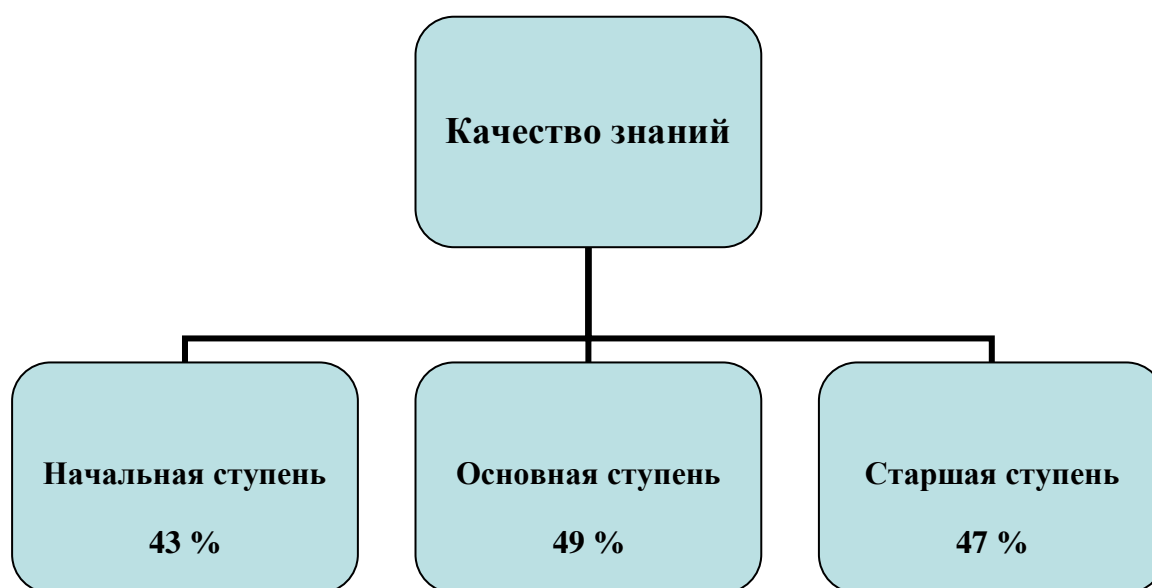 Качество знаний
Начальная ступень
43 %
Основная ступень
49 %
Старшая ступень
47 %